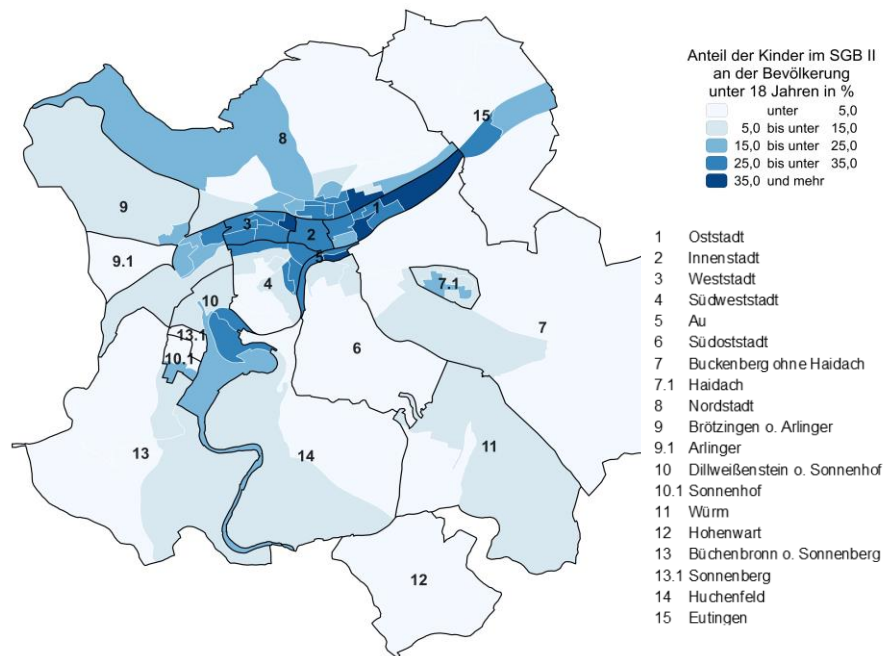 Anteil der Kinder im SGB II
an der Bevölkerung
unter 18 Jahren in %
unter 5,0
5,0 bis unter 15,0
15,0 bis unter 25,0
25,0 bis unter 35,0
35,0 und mehr
15
8
9
1
3
2
9.1
5
4
7.1
10
13.1
6
7
10.1
13
14
11
12
1 Oststadt
2 Innenstadt
3 Weststadt
4 Südweststadt
5 Au
6 Südoststadt
7 Buckenberg ohne Haidach
7.1 Haidach
8 Nordstadt
9 Brötzingen o. Arlinger
9.1 Arlinger
10 Dillweißenstein o. Sonnenhof
10.1 Sonnenhof
11 Würm
12 Hohenwart
13 Büchenbronn o. Sonnenberg
13.1 Sonnenberg
14 Huchenfeld
15 Eutingen